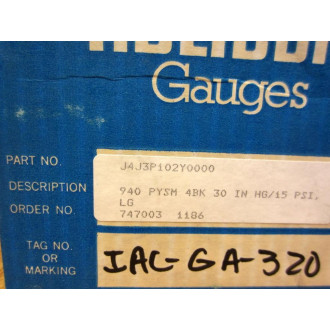 Gauges
PART NO. J4J3P102Y0000
DESCRIPTION 940 PYSM 4BK 30 IN HG/15 PSI,
LG
ORDER NO. 747003 1186
TAG NO.
OR
MARKING
IAC-GA-320